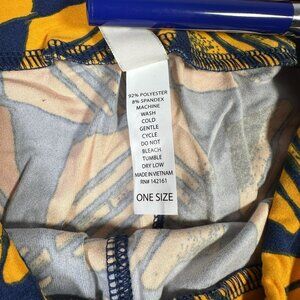 92% POLYESTER
8% SPANDEX
MACHINE
WASH
COLD
GENTLE
CYCLE
DO NOT
BLEACH
TUMBLE
DRY LOW
MADE IN VIETNAM
RN# 142161
ONE SIZE